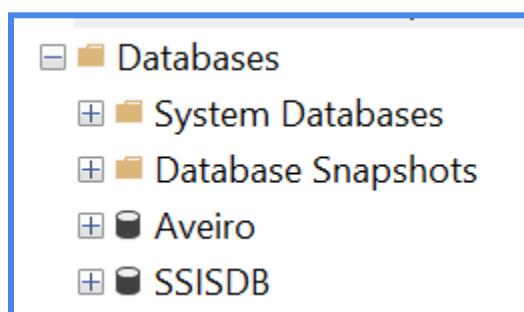 Databases
System Databases
Database Snapshots
Aveiro
SSISDB